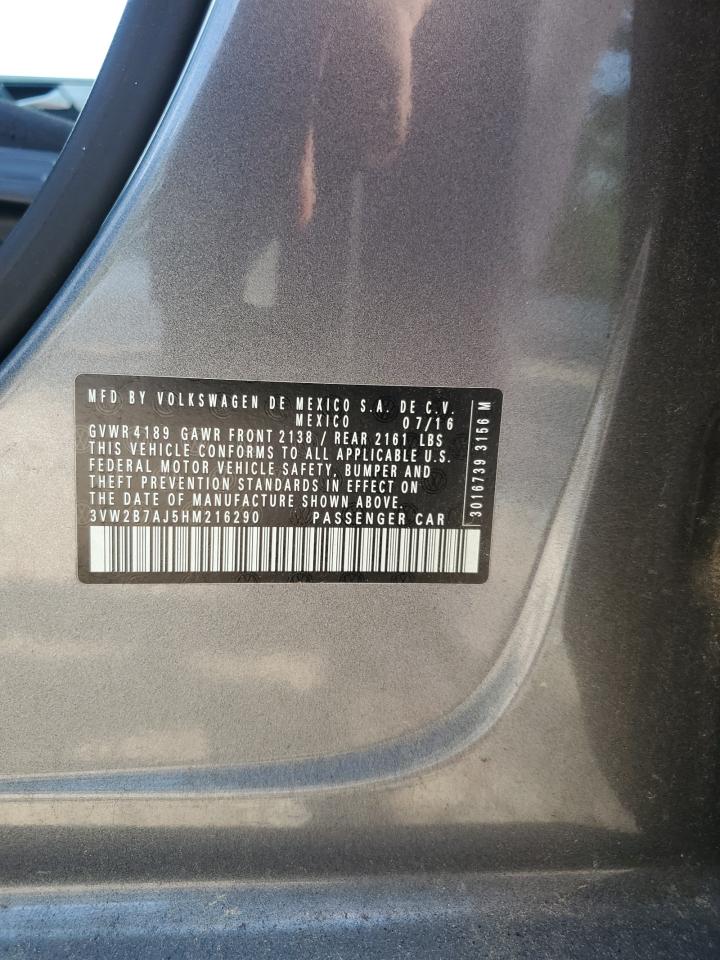 MFD BY VOLKSWAGEN DE MEXICO S.A. DE C.V.
MEXICO 07/16
GVWR 4189 GAWR FRONT 2138 / REAR 2161 LBS
THIS VEHICLE CONFORMS TO ALL APPLICABLE U.S.
FEDERAL MOTOR VEHICLE SAFETY, BUMPER AND
THEFT PREVENTION STANDARDS IN EFFECT ON
THE DATE OF MANUFACTURE SHOWN ABOVE.
3VW2B7AJ5HM216290 PASSENGER CAR
3016739 3156 M